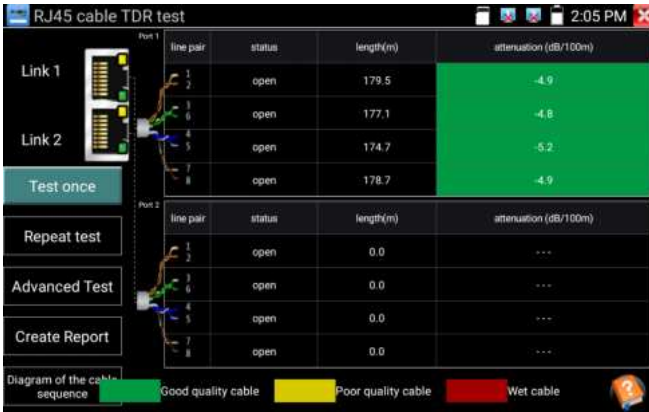 RJ45 cable TDR test
2:05 PM
Port 1
line pair status length(m) attenuation (dB/100m)
Link 1
1
2 open 179.5 -4.9
3
6 open 177.1 -4.8
Link 2
4
5 open 174.7 -5.2
7
8 open 178.7 -4.9
Test once
Port 2
line pair status length(m) attenuation (dB/100m)
Repeat test
1
2 open 0.0 ---
Advanced Test
3
6 open 0.0 ---
4
5 open 0.0 ---
Create Report
7
8 open 0.0 ---
Diagram of the cable
sequence
Good quality cable Poor quality cable Wet cable